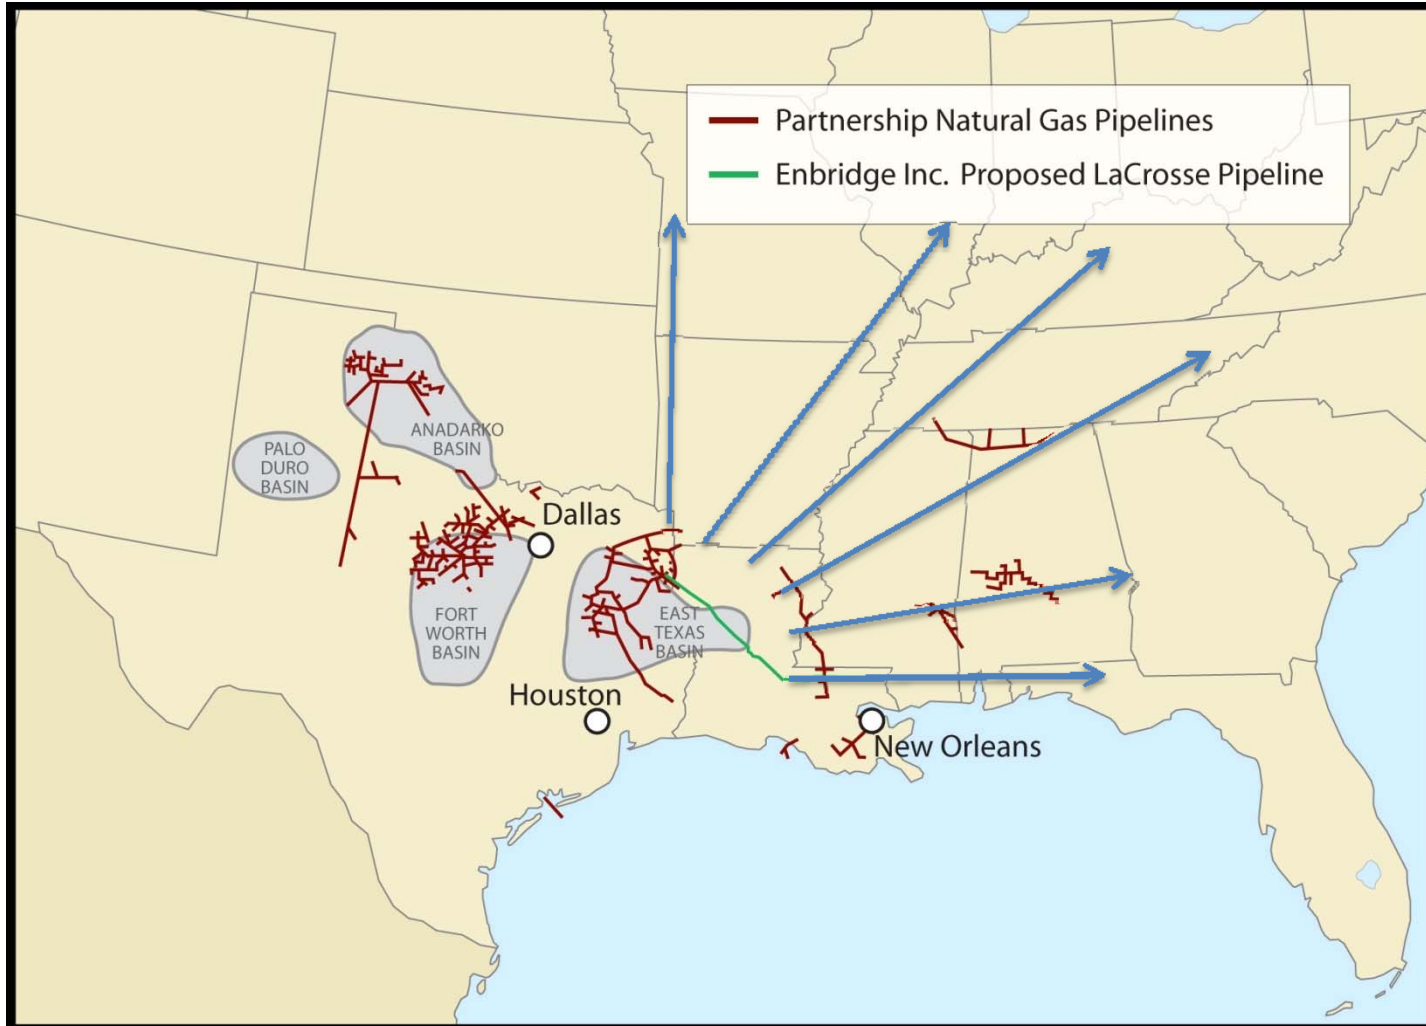 Partnership Natural Gas Pipelines
Enbridge Inc. Proposed LaCrosse Pipeline
ANADARKO
BASIN
PALO
DURO
BASIN
Dallas
FORT
WORTH
BASIN
EAST
TEXAS
BASIN
Houston
New Orleans